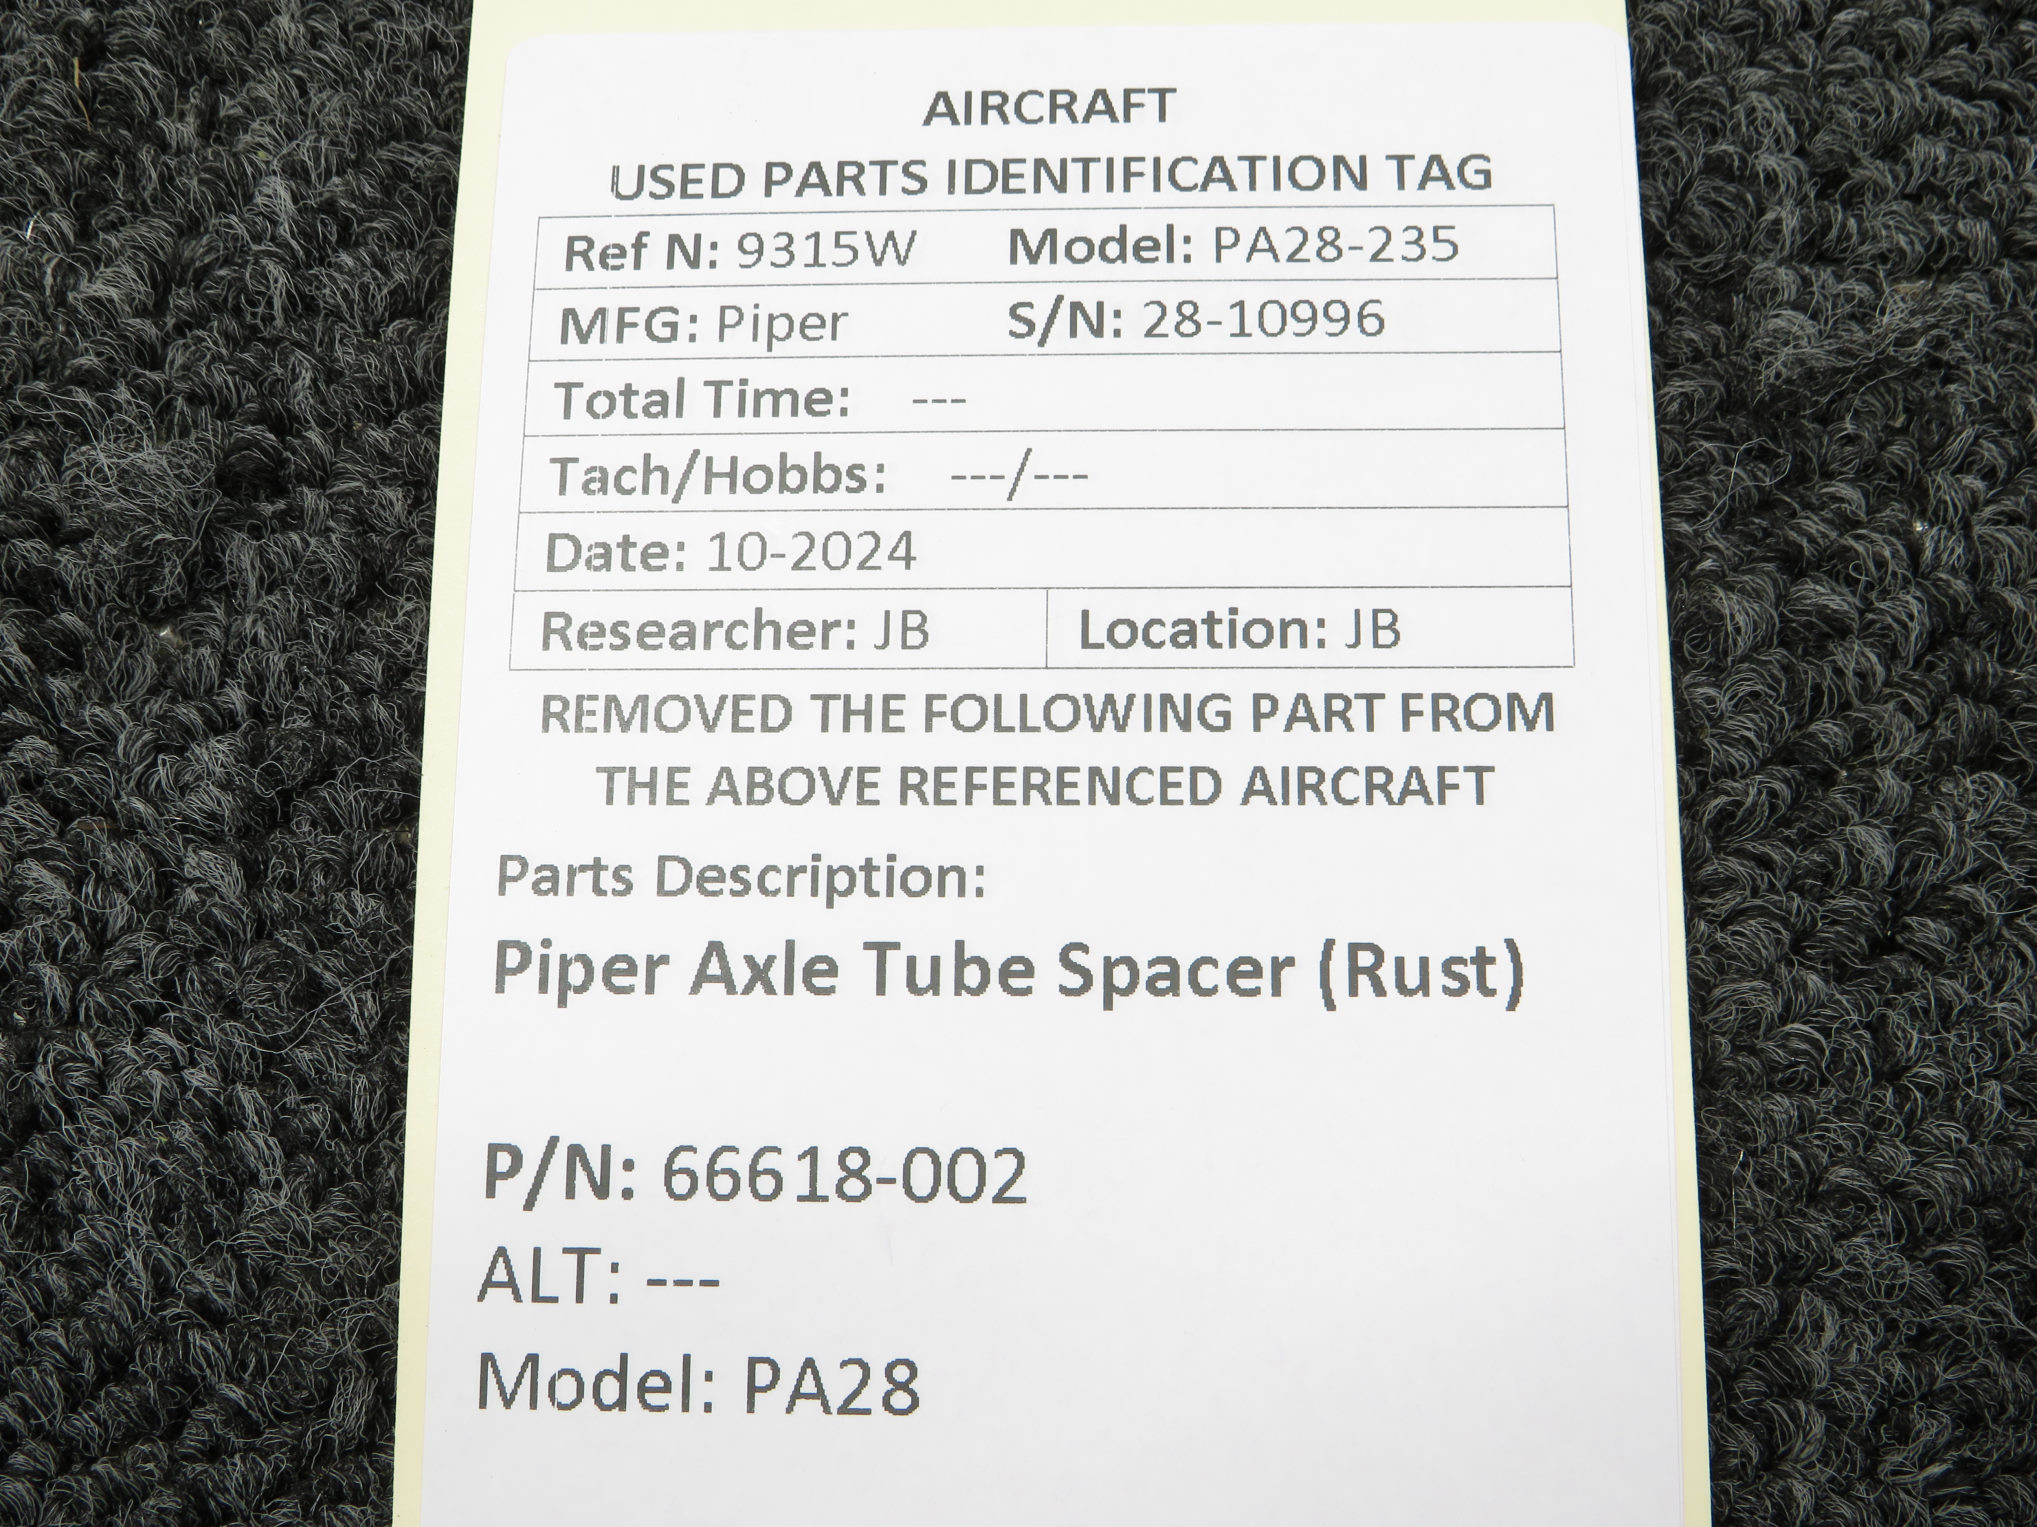 AIRCRAFT
USED PARTS IDENTIFICATION TAG
Ref N: 9315W Model: PA28-235
MFG: Piper S/N: 28-10996
Total Time: ---
Tach/Hobbs: ---/---
Date: 10-2024
Researcher: JB Location: JB
REMOVED THE FOLLOWING PART FROM
THE ABOVE REFERENCED AIRCRAFT
Parts Description:
Piper Axle Tube Spacer (Rust)
P/N: 66618-002
ALT: ---
Model: PA28